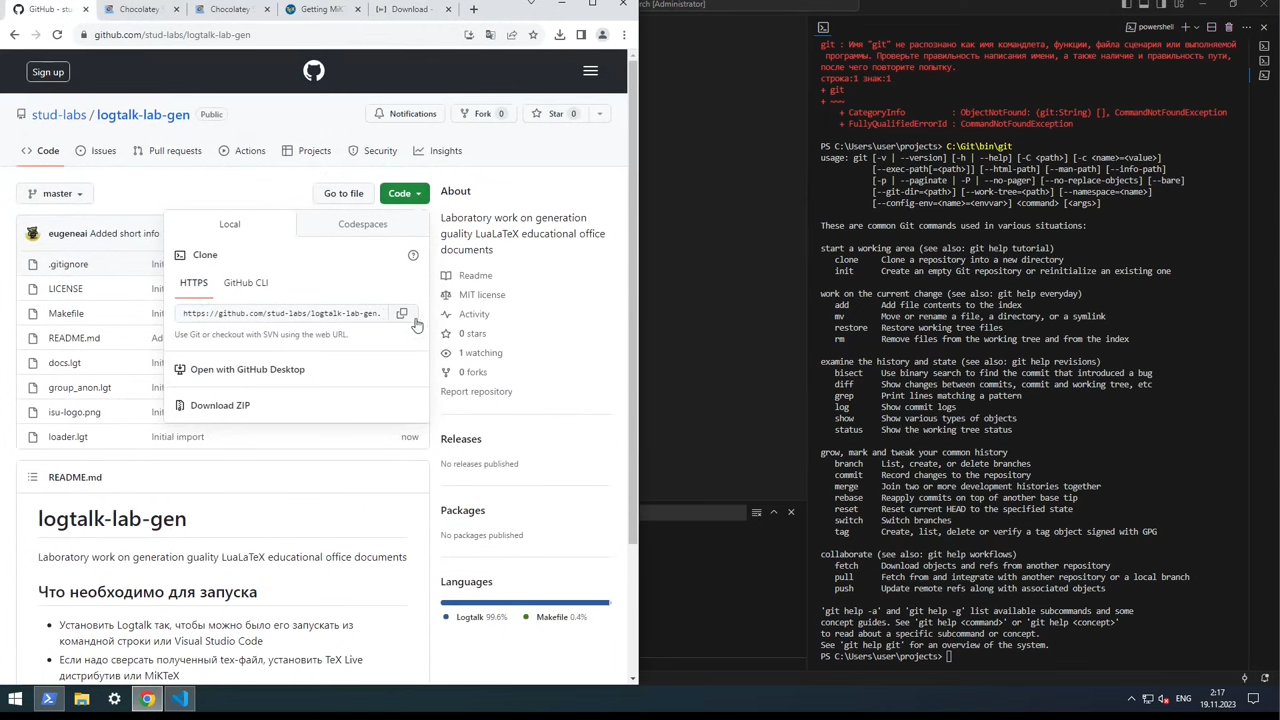 GitHub - stu
Chocolatey
Chocolatey
Getting MiK
Download -
rch [Administrator]
github.com/stud-labs/logtalk-lab-gen
Sign up
stud-labs / logtalk-lab-gen Public
Notifications Fork 0 Star 0
Code Issues Pull requests Actions Projects Security Insights
master Go to file Code
eugeneai Added short info
.gitignore Ini
LICENSE Ini
Makefile Ini
README.md Ad
docs.lgt Ini
group_anon.lgt Ini
isu-logo.png Ini
loader.lgt Initial import now
Local Codespaces
Clone
HTTPS GitHub CLI
https://github.com/stud-labs/logtalk-lab-gen.
Use Git or checkout with SVN using the web URL.
Open with GitHub Desktop
Download ZIP
About
Laboratory work on generation
quality LuaLaTeX educational office
documents
Readme
MIT license
Activity
0 stars
1 watching
0 forks
Report repository
Releases
No releases published
Packages
No packages published
Languages
Logtalk 99.6% Makefile 0.4%
README.md
logtalk-lab-gen
Laboratory work on generation quality LuaLaTeX educational office documents
Что необходимо для запуска
Установить Logtalk так, чтобы можно было его запускать из
командной строки или Visual Studio Code
Если надо сверсать полученный tex-файл, установить TeX Live
дистрибутив или MiKTeX
powershell
git : Имя "git" не распознано как имя командлета, функции, файла сценария или выполняемой
программы. Проверьте правильность написания имени, а также наличие и правильность пути,
после чего повторите попытку.
строка:1 знак:1
+ git
+ ~~~
+ CategoryInfo : ObjectNotFound: (git:String) [], CommandNotFoundException
+ FullyQualifiedErrorId : CommandNotFoundException
PS C:\Users\user\projects> C:\Git\bin\git
usage: git [-v | --version] [-h | --help] [-C <path>] [-c <name>=<value>]
[--exec-path[=<path>]] [--html-path] [--man-path] [--info-path]
[-p | --paginate | -P | --no-pager] [--no-replace-objects] [--bare]
[--git-dir=<path>] [--work-tree=<path>] [--namespace=<name>]
[--config-env=<name>=<envvar>] <command> [<args>]
These are common Git commands used in various situations:
start a working area (see also: git help tutorial)
clone Clone a repository into a new directory
init Create an empty Git repository or reinitialize an existing one
work on the current change (see also: git help everyday)
add Add file contents to the index
mv Move or rename a file, a directory, or a symlink
restore Restore working tree files
rm Remove files from the working tree and from the index
examine the history and state (see also: git help revisions)
bisect Use binary search to find the commit that introduced a bug
diff Show changes between commits, commit and working tree, etc
grep Print lines matching a pattern
log Show commit logs
show Show various types of objects
status Show the working tree status
grow, mark and tweak your common history
branch List, create, or delete branches
commit Record changes to the repository
merge Join two or more development histories together
rebase Reapply commits on top of another base tip
reset Reset current HEAD to the specified state
switch Switch branches
tag Create, list, delete or verify a tag object signed with GPG
collaborate (see also: git help workflows)
fetch Download objects and refs from another repository
pull Fetch from and integrate with another repository or a local branch
push Update remote refs along with associated objects
'git help -a' and 'git help -g' list available subcommands and some
concept guides. See 'git help <command>' or 'git help <concept>'
to read about a specific subcommand or concept.
See 'git help git' for an overview of the system.
PS C:\Users\user\projects>
ENG
2:17
19.11.2023